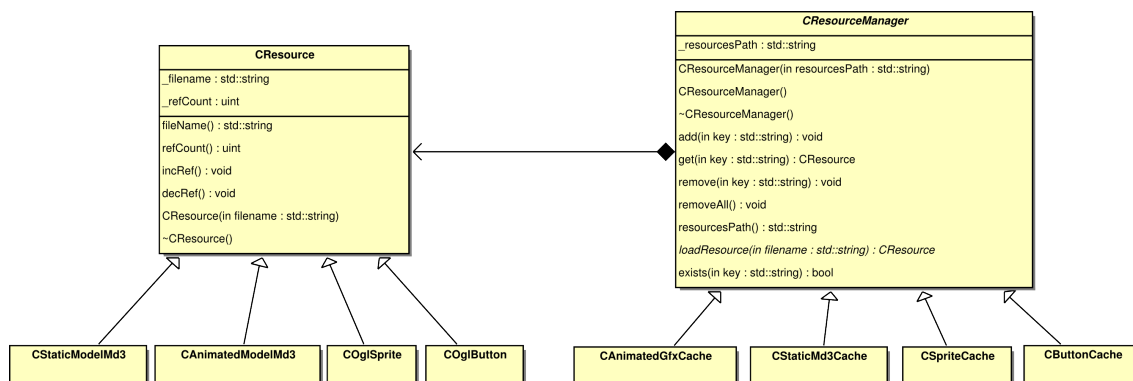 CResource
_filename : std::string
_refCount : uint
fileName() : std::string
refCount() : uint
incRef() : void
decRef() : void
CResource(in filename : std::string)
~CResource()
CResourceManager
_resourcesPath : std::string
CResourceManager(in resourcesPath : std::string)
CResourceManager()
~CResourceManager()
add(in key : std::string) : void
get(in key : std::string) : CResource
remove(in key : std::string) : void
removeAll() : void
resourcesPath() : std::string
loadResource(in filename : std::string) : CResource
exists(in key : std::string) : bool
CStaticModelMd3
CAnimatedModelMd3
COglSprite
COglButton
CAnimatedGfxCache
CStaticMd3Cache
CSpriteCache
CButtonCache